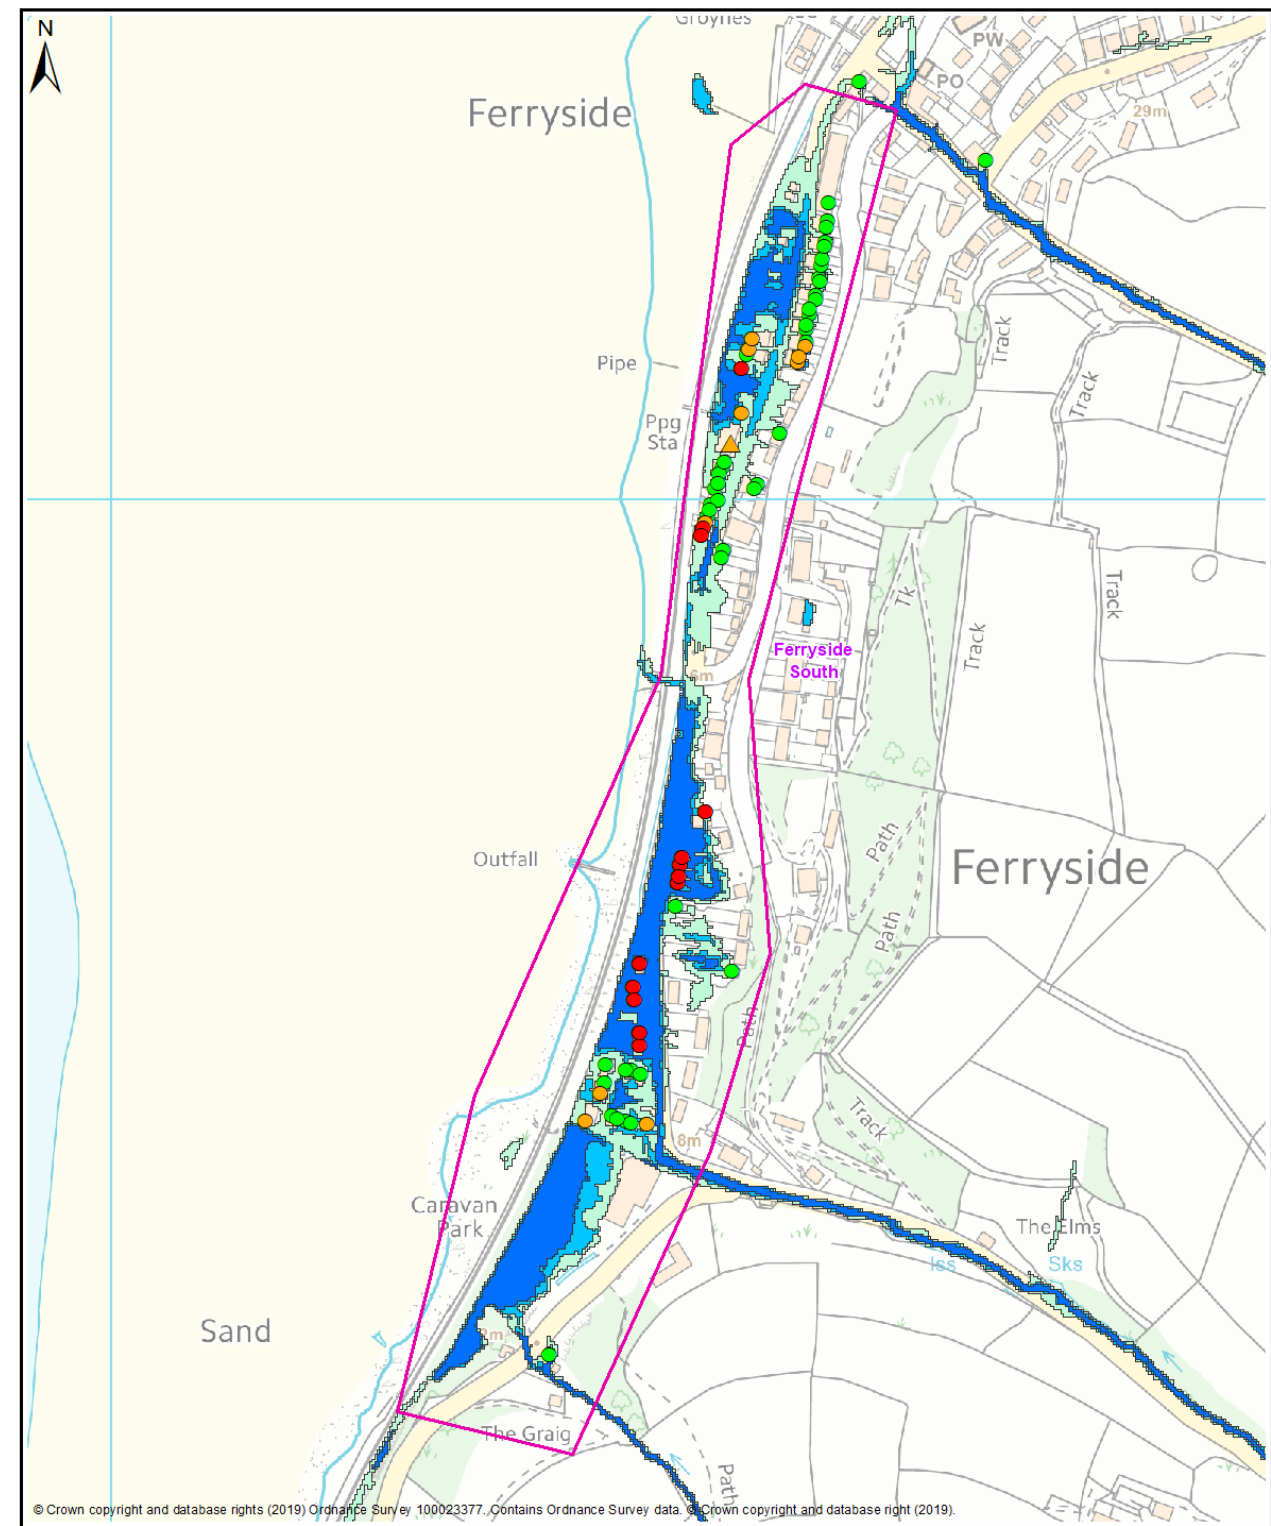 Groynes
N
PW
PO
Ferryside
29m
Track
Pipe
Track
Ppg
Sta
Track
Tk
Track
Ferryside
South
6m
Path
Outfall
Ferryside
Path
Path
Track
8m
Caravan
Park
The Elms
Iss
Sks
Sand
2m
The Graig
Path
© Crown copyright and database rights (2019) Ordnance Survey 100023377. Contains Ordnance Survey data. © Crown copyright and database right (2019).